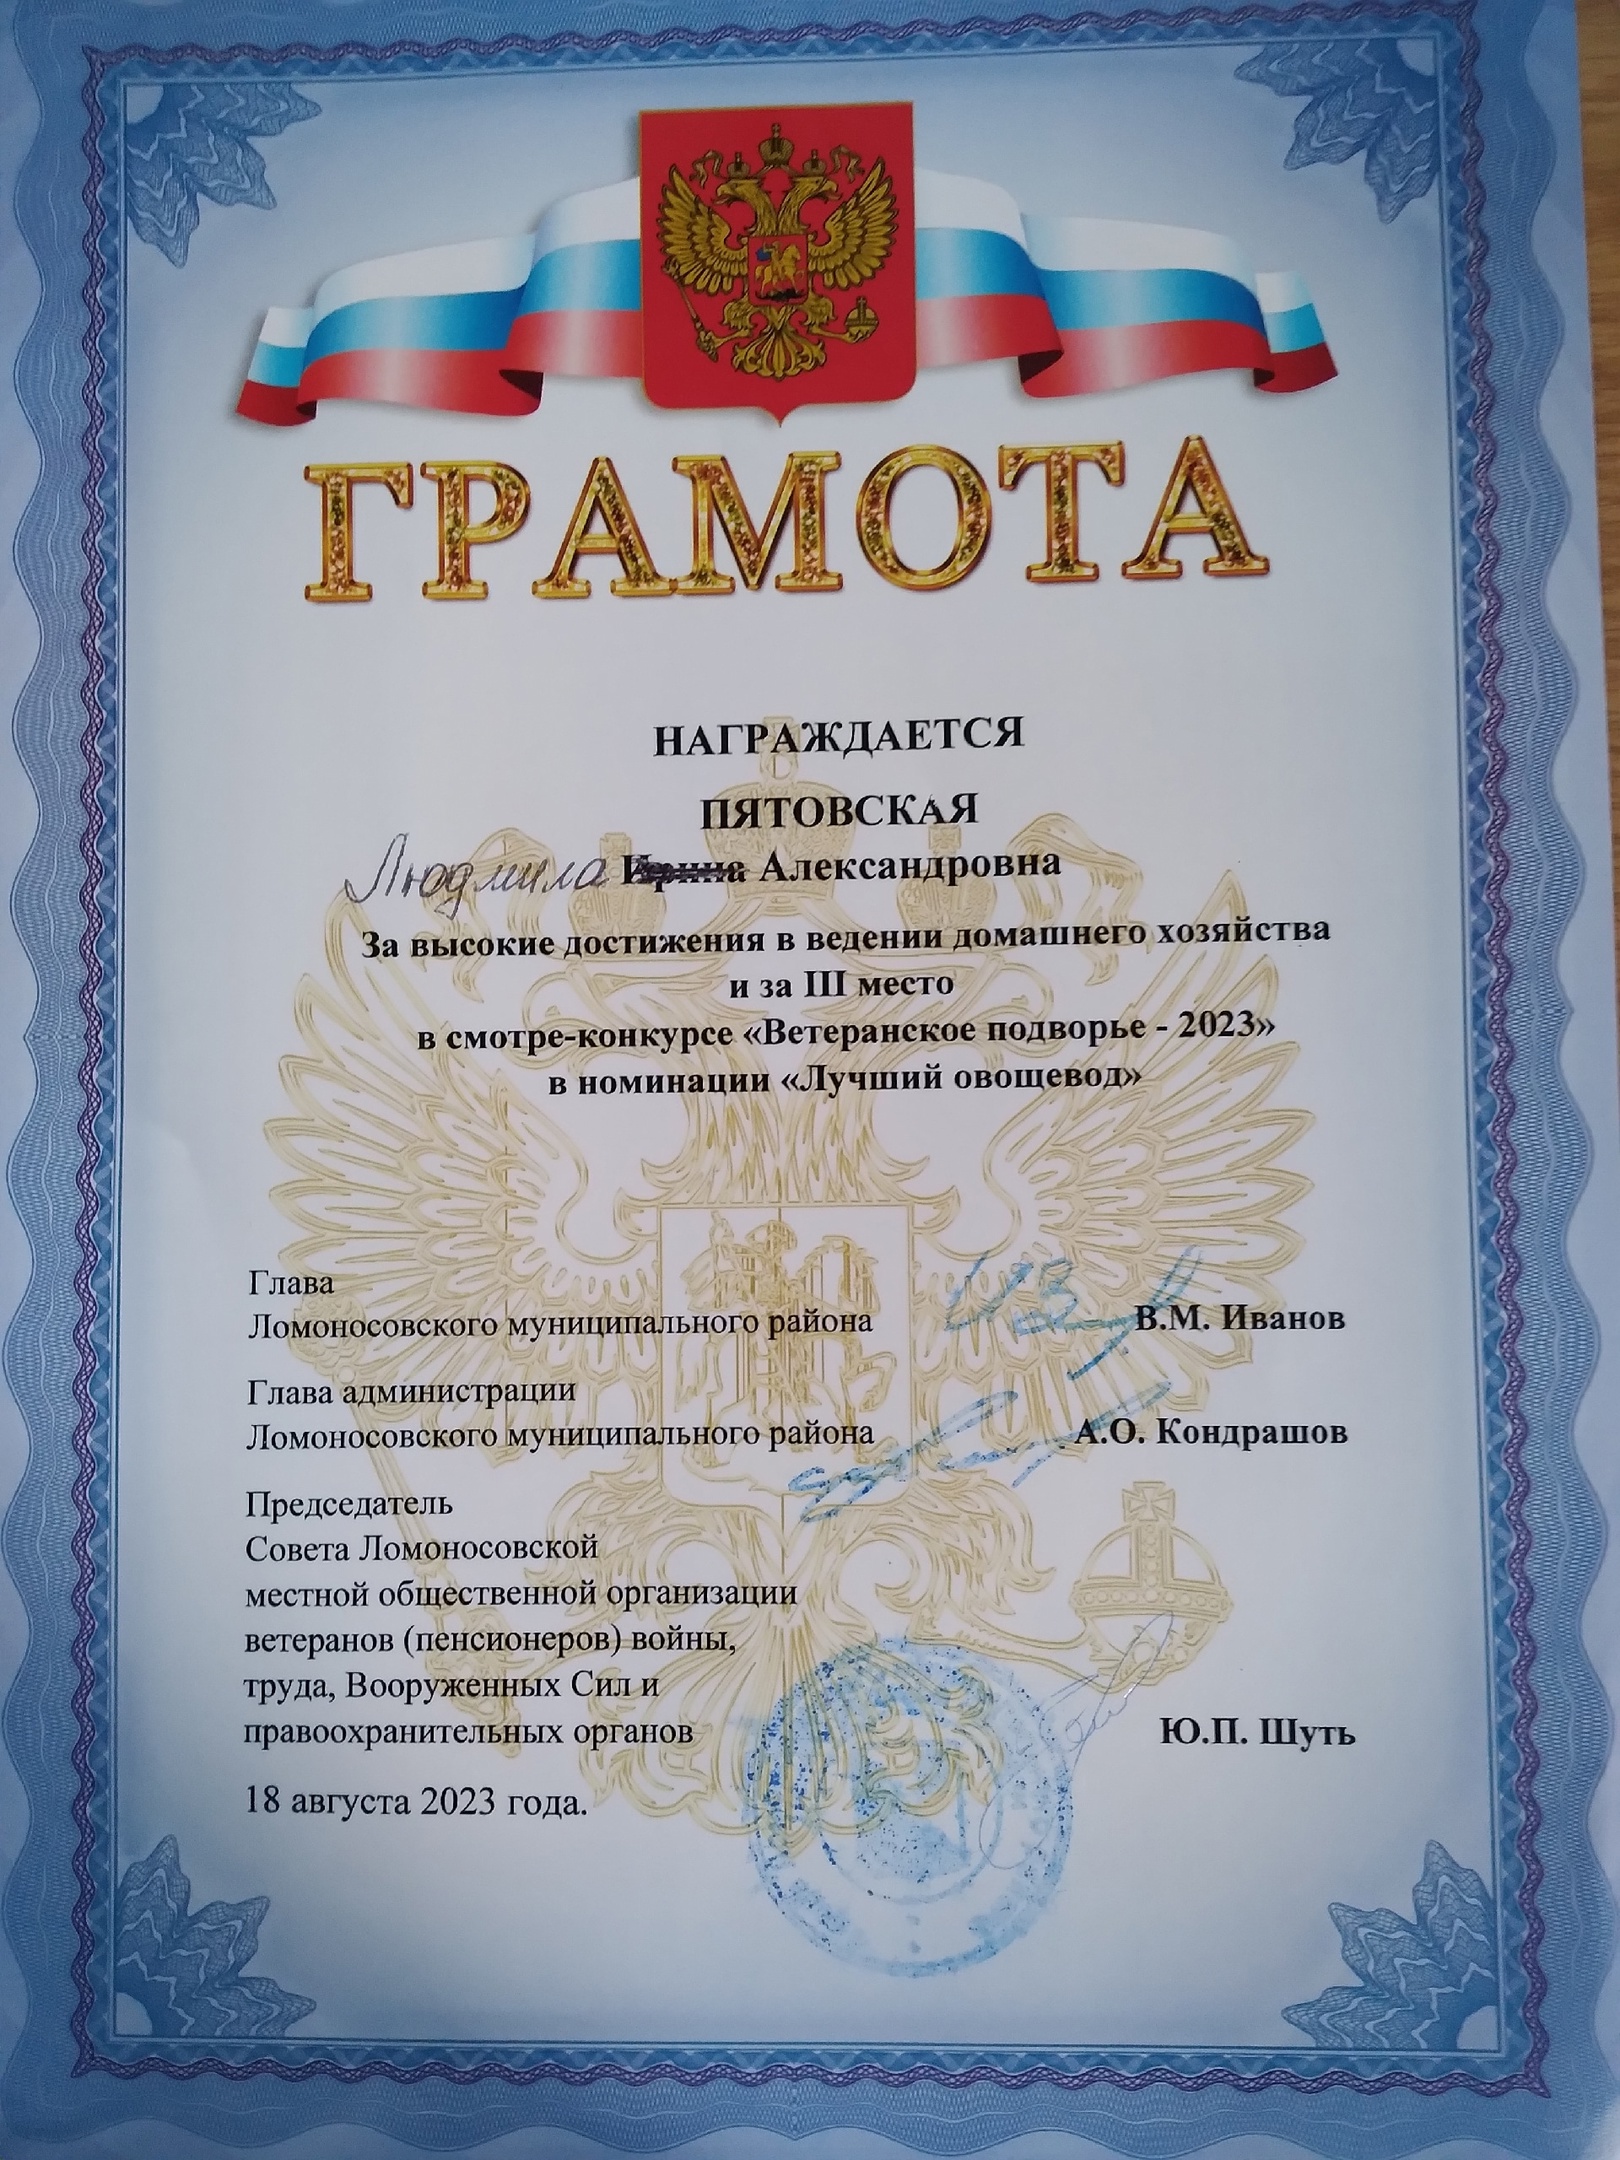 ГРАМОТА
НАГРАЖДАЕТСЯ
ПЯТОВСКАЯ
Людмила Ирина Александровна
За высокие достижения в ведении домашнего хозяйства
и за III место
в смотре-конкурсе «Ветеранское подворье - 2023»
в номинации «Лучший овощевод»
Глава
Ломоносовского муниципального района В.М. Иванов
Глава администрации
Ломоносовского муниципального района А.О. Кондрашов
Председатель
Совета Ломоносовской
местной общественной организации
ветеранов (пенсионеров) войны,
труда, Вооруженных Сил и
правоохранительных органов Ю.П. Шуть
18 августа 2023 года.